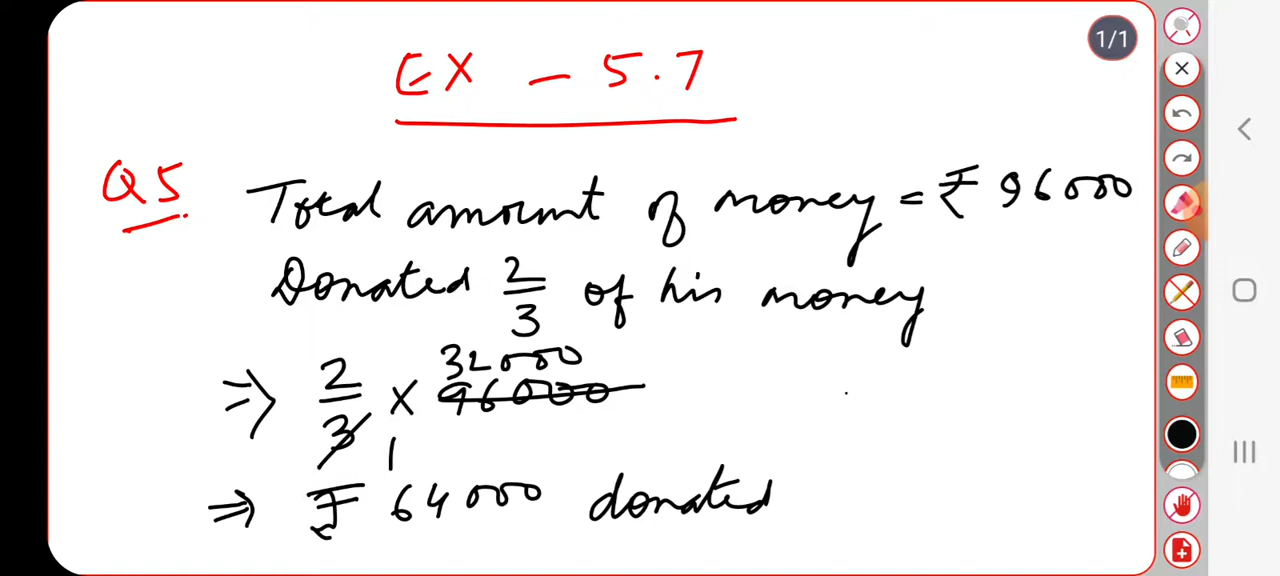 1/1
EX - 5.7
Q5 Total amount of money = ₹ 96000
Donated 2/3 of his money
⇒ 2/3 × 96000 32000
1
⇒ ₹ 64000 donated